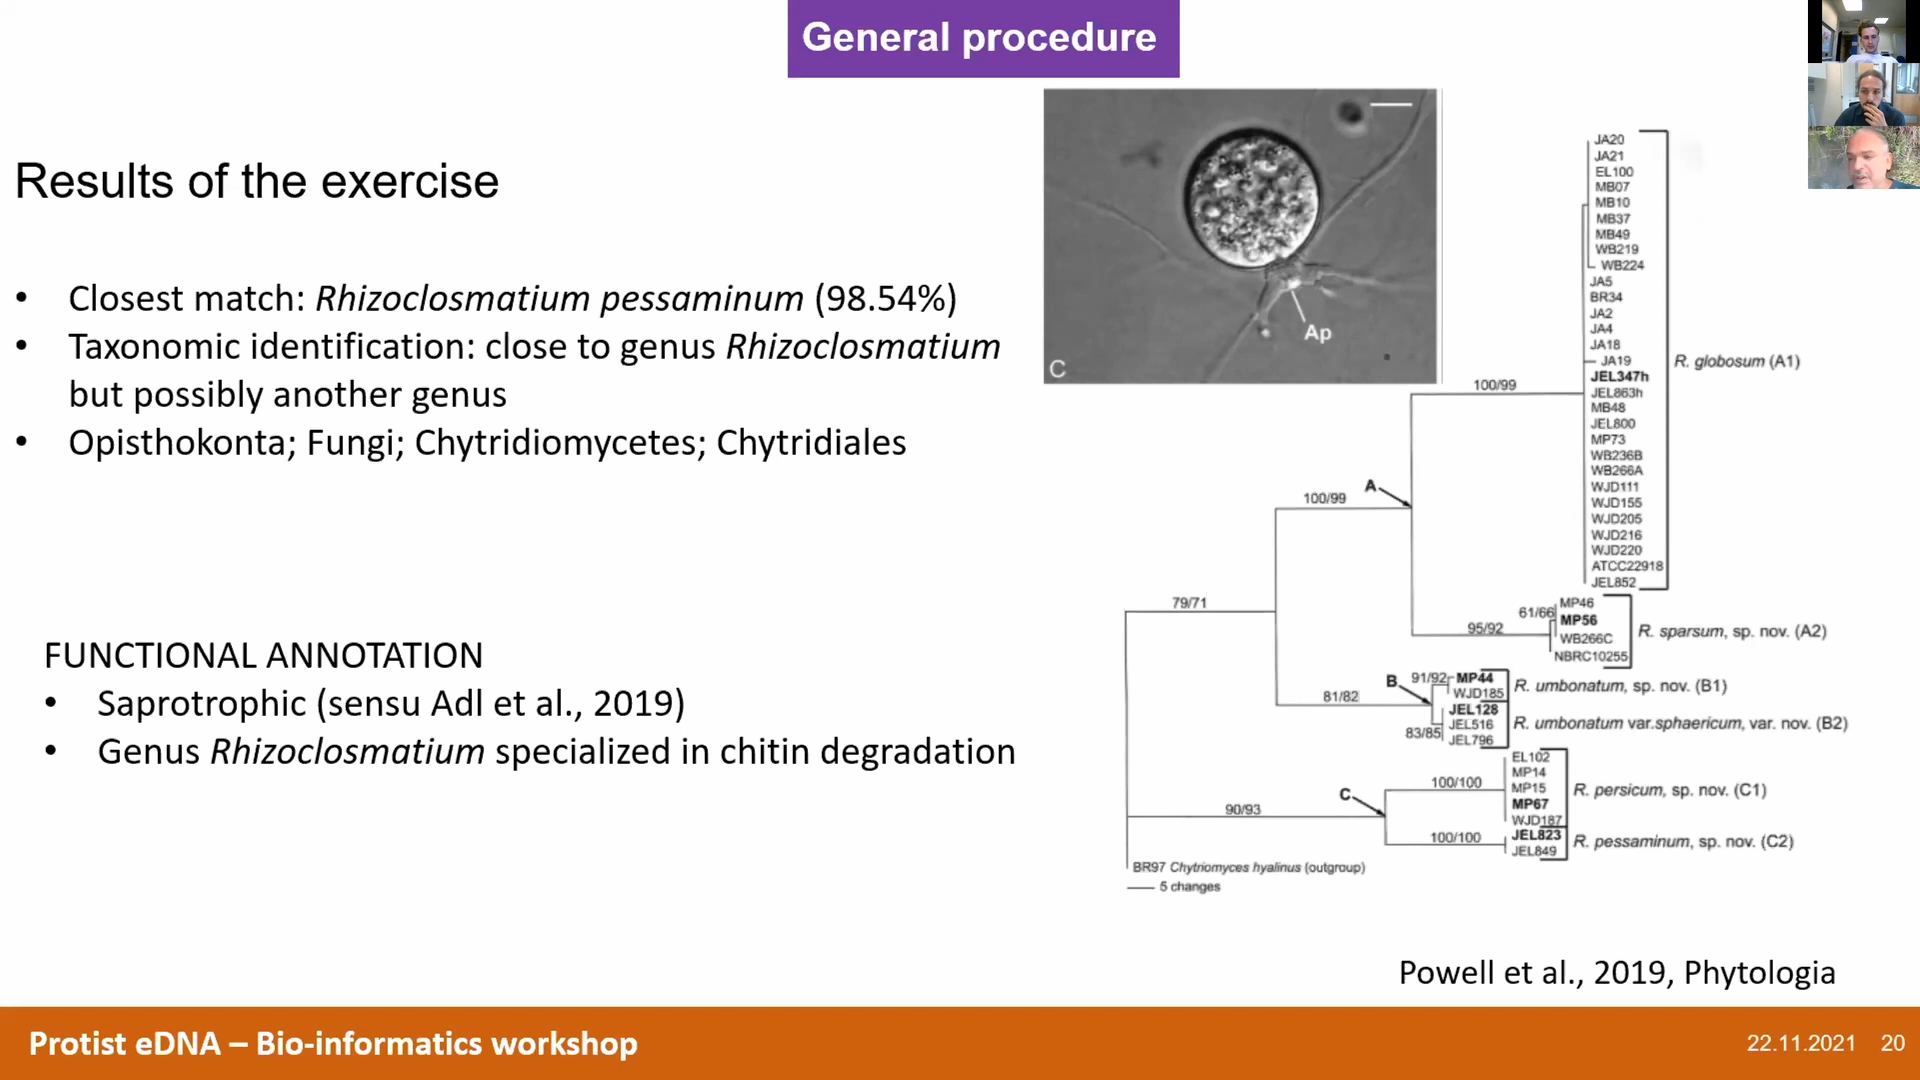 General procedure
Results of the exercise
• Closest match: Rhizoclosmatium pessaminum (98.54%)
• Taxonomic identification: close to genus Rhizoclosmatium
but possibly another genus
• Opisthokonta; Fungi; Chytridiomycetes; Chytridiales
FUNCTIONAL ANNOTATION
• Saprotrophic (sensu Adl et al., 2019)
• Genus Rhizoclosmatium specialized in chitin degradation
Ap
C
JA20
JA21
EL100
MB07
MB10
MB37
MB49
WB219
WB224
JA5
BR34
JA2
JA4
JA18
JA19
JEL347h
JEL863h
MB48
JEL800
MP73
WB236B
WB266A
WJD111
WJD155
WJD205
WJD216
WJD220
ATCC22918
JEL852
R. globosum (A1)
100/99
A
100/99
79/71
61/66
95/92
MP46
MP56
WB266C
NBRC10255
R. sparsum, sp. nov. (A2)
B
91/92
81/82
83/85
MP44
WJD185
R. umbonatum, sp. nov. (B1)
JEL128
JEL516
JEL796
R. umbonatum var.sphaericum, var. nov. (B2)
C
100/100
90/93
EL102
MP14
MP15
MP67
WJD187
R. persicum, sp. nov. (C1)
100/100
JEL823
JEL849
R. pessaminum, sp. nov. (C2)
BR97 Chytriomyces hyalinus (outgroup)
5 changes
Powell et al., 2019, Phytologia
Protist eDNA – Bio-informatics workshop
22.11.2021 20